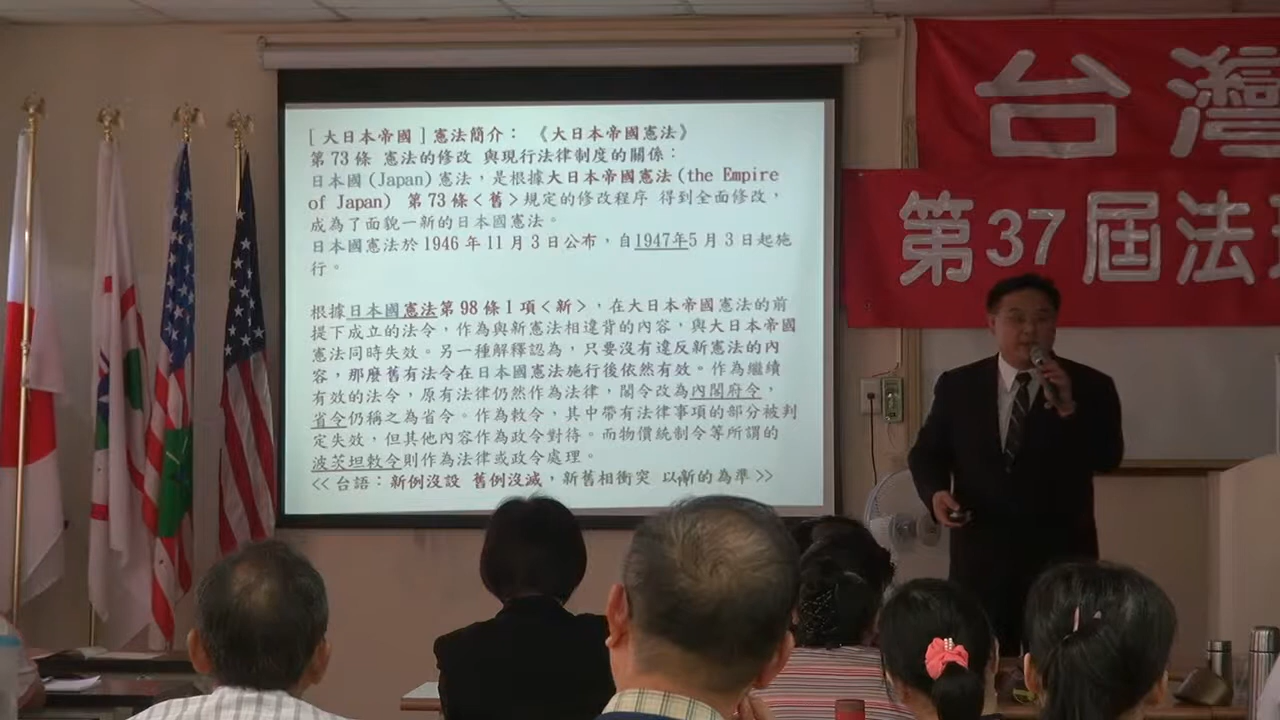 [ 大日本帝國 ] 憲法簡介： 《大日本帝國憲法》
第 73 條 憲法的修改 與現行法律制度的關係：
日本國 (Japan) 憲法，是根據大日本帝國憲法 (the Empire
of Japan) 第 73 條＜舊＞規定的修改程序 得到全面修改，
成為了面貌一新的日本國憲法。
日本國憲法於 1946 年 11 月 3 日公布，自1947年5 月 3 日起施
行。
根據日本國憲法第 98 條 1 項＜新＞，在大日本帝國憲法的前
提下成立的法令，作為與新憲法相違背的內容，與大日本帝國
憲法同時失效。另一種解釋認為，只要沒有違反新憲法的內
容，那麼舊有法令在日本國憲法施行後依然有效。作為繼續
有效的法令，原有法律仍然作為法律，閣令改為內閣府令，
省令仍稱之為省令。作為敕令，其中帶有法律事項的部分被判
定失效，但其他內容作為政令對待。而物價統制令等所謂的
波茨坦敕令則作為法律或政令處理。
<< 台語：新例沒設 舊例沒滅，新舊相衝突 以新的為準 >>
台灣
第37屆法